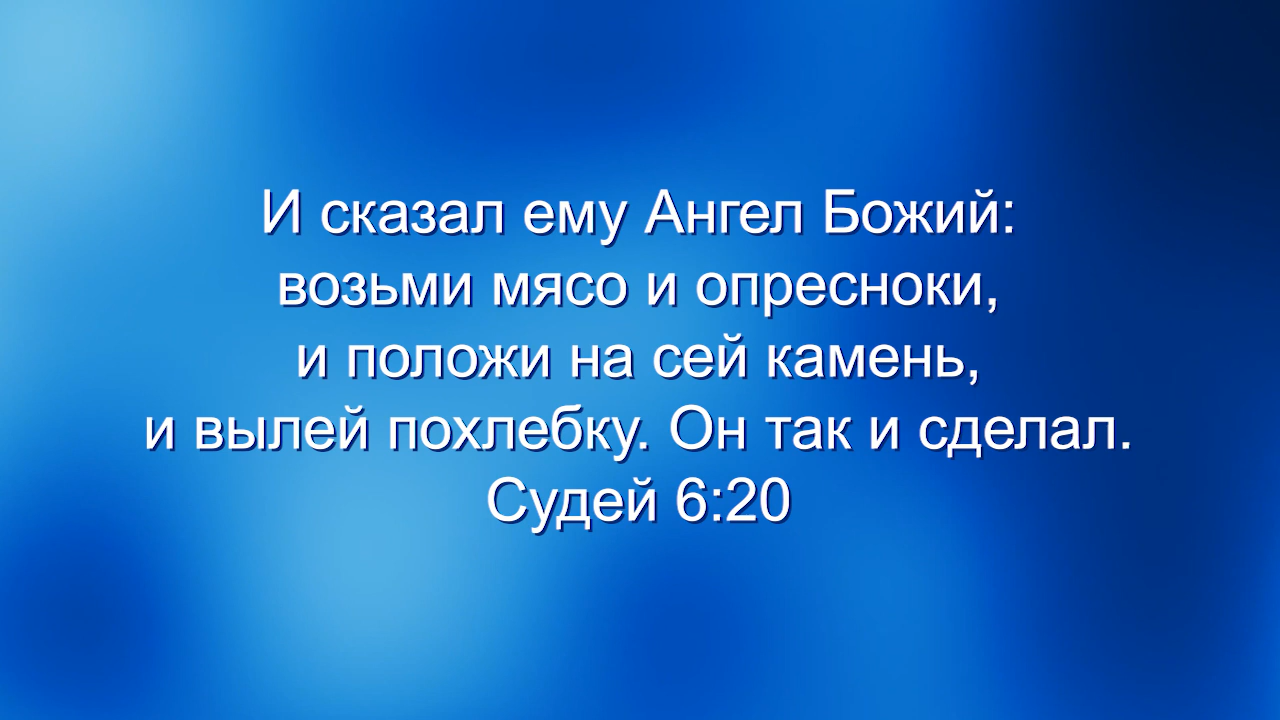 И сказал ему Ангел Божий:
возьми мясо и опресноки,
и положи на сей камень,
и вылей похлебку. Он так и сделал.
Судей 6:20